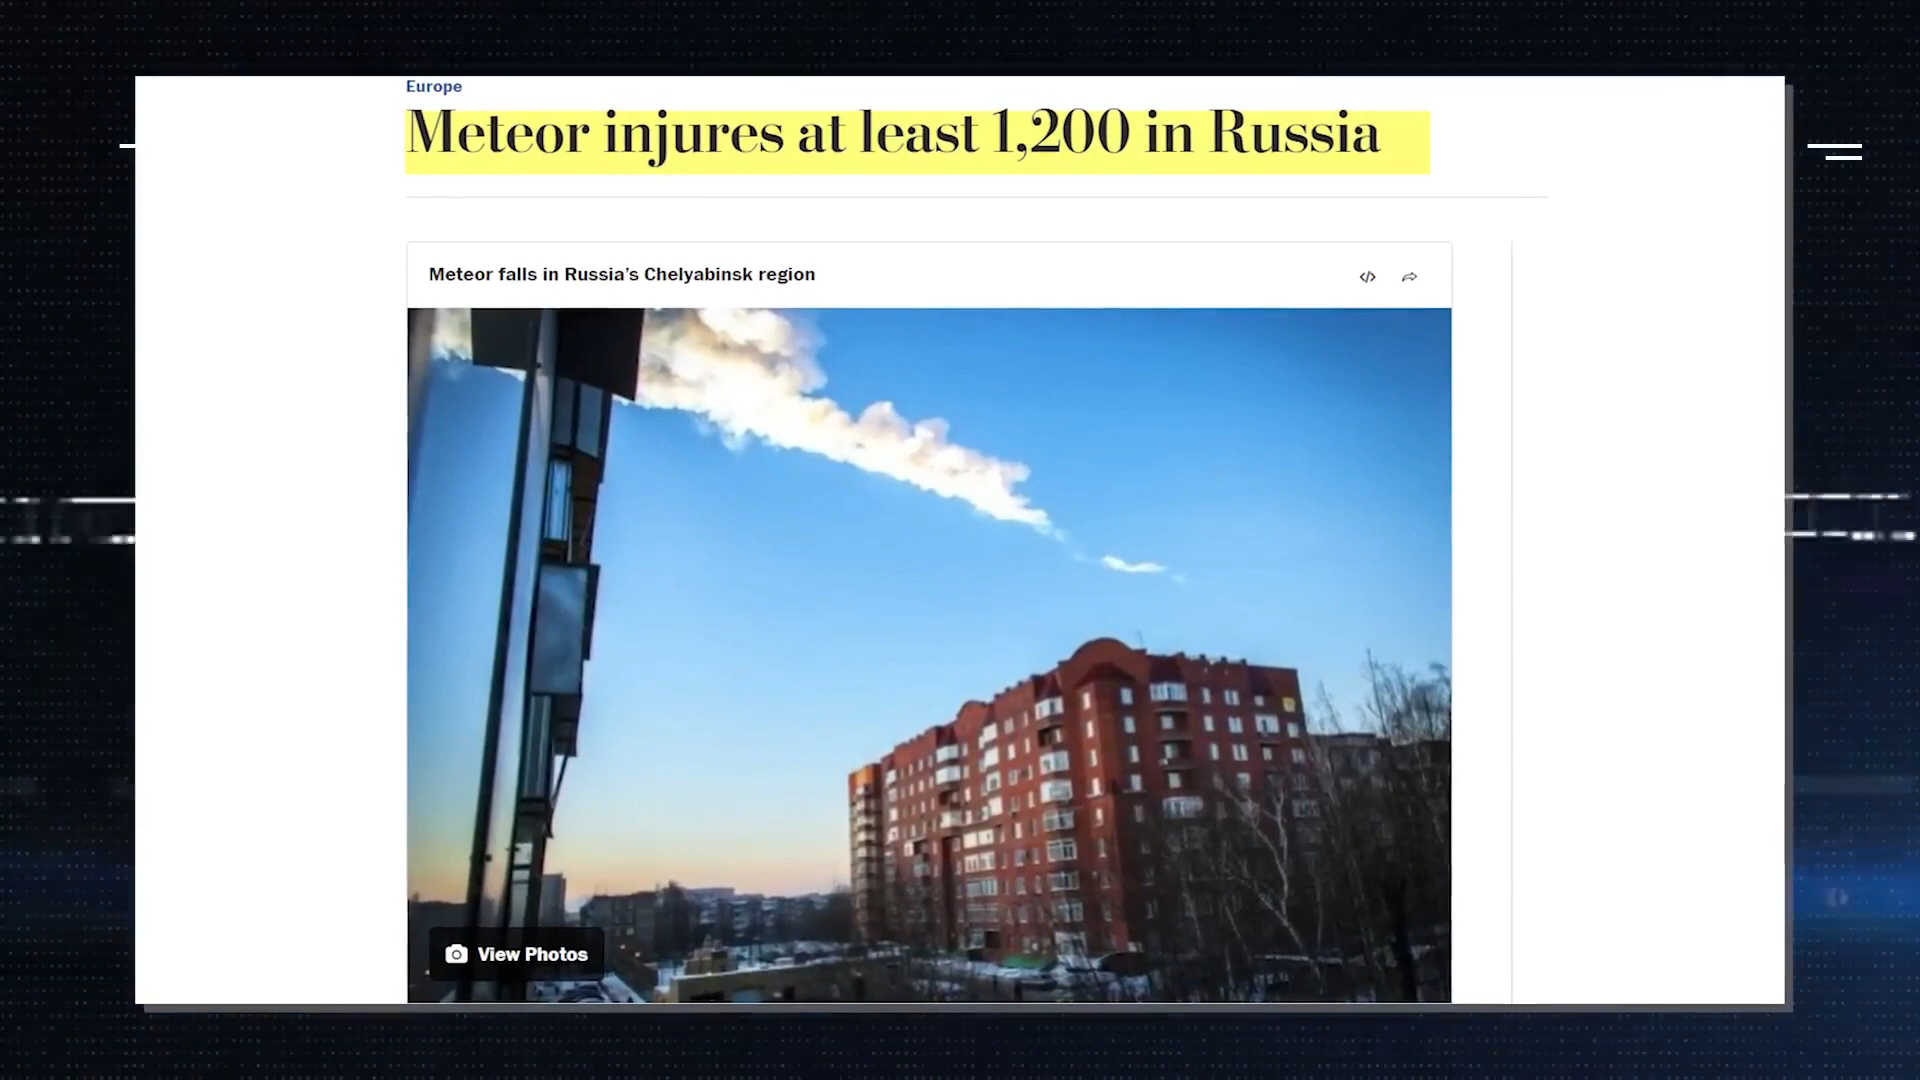 Europe
Meteor injures at least 1,200 in Russia
Meteor falls in Russia’s Chelyabinsk region
View Photos